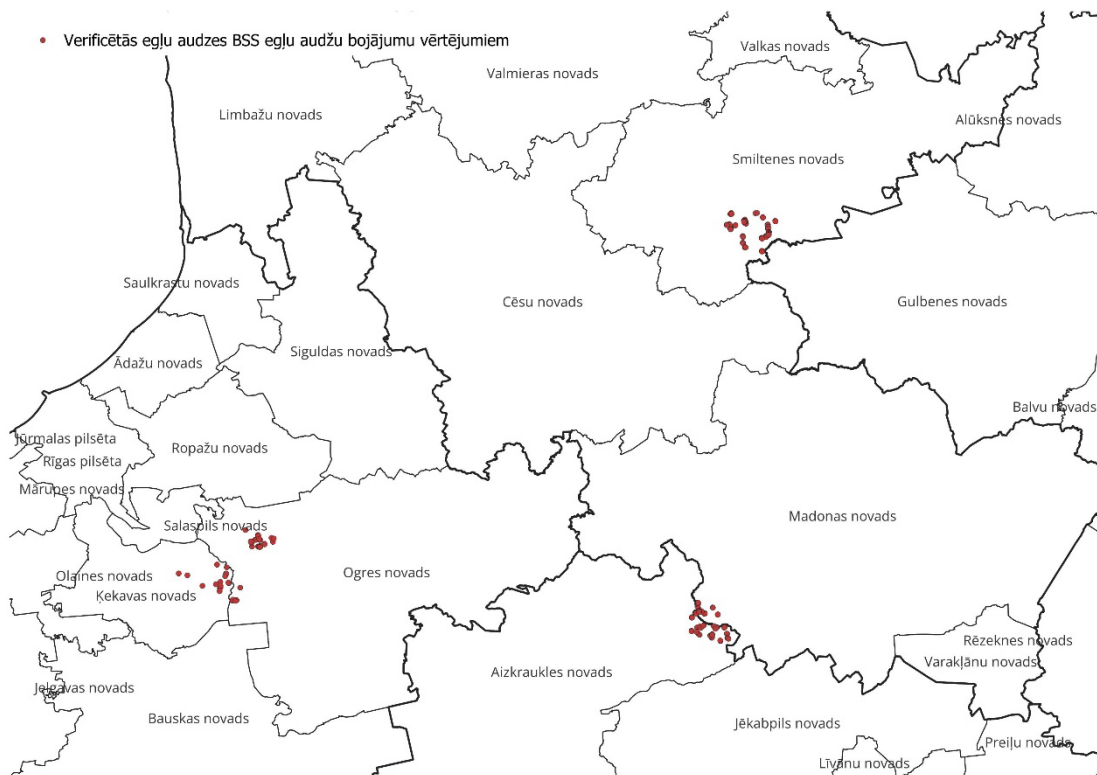 Verificētās egļu audzes BSS egļu audžu bojājumu vērtējumiem
Valkas novads
Valmieras novads
Limbažu novads
Alūksnes novads
Smiltenes novads
Saulkrastu novads
Cēsu novads
Gulbenes novads
Siguldas novads
Ādažu novads
Balvu novads
Jūrmalas pilsēta
Ropažu novads
Rīgas pilsēta
Mārupes novads
Madonas novads
Salaspils novads
Olaines novads
Ogres novads
Ķekavas novads
Rēzeknes novads
Varakļānu novads
Aizkraukles novads
Jelgavas novads
Bauskas novads
Jēkabpils novads
Preiļu novads
Līvānu novads